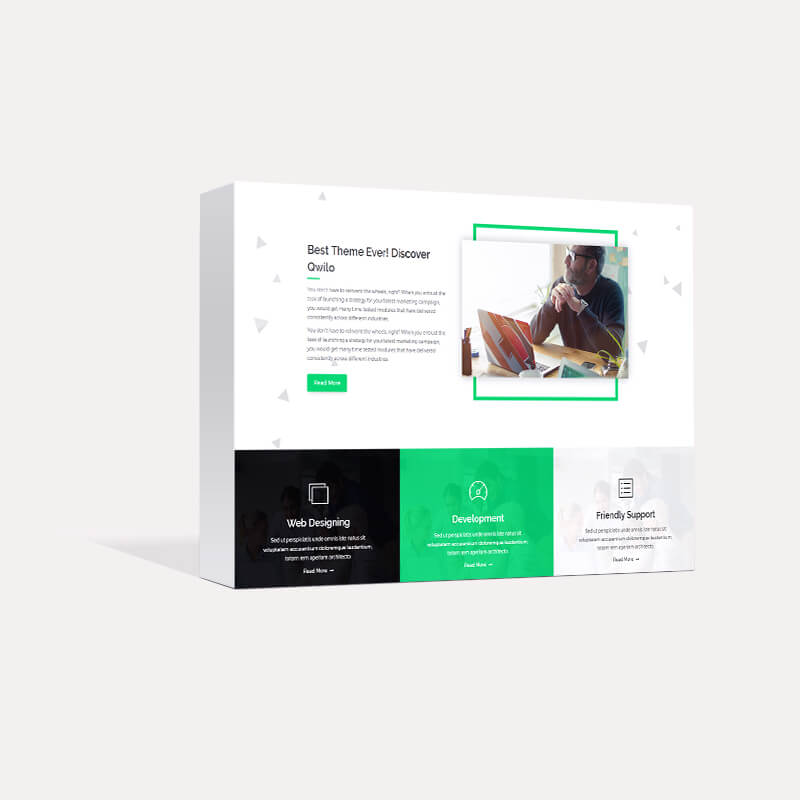 Best Theme Ever! Discover
Qwilo
You don't have to reinvent the wheels, right? When you entrust the
task of launching a strategy for your latest marketing campaign,
you would get many time tested modules that have delivered
consistently across different industries.
You don't have to reinvent the wheels, right? When you entrust the
task of launching a strategy for your latest marketing campaign,
you would get many time tested modules that have delivered
consistently across different industries.
Read More
Web Designing
Sed ut perspiciatis unde omnis iste natus sit
voluptatem accusantium doloremque laudantium,
totam rem aperiam architecto
Read More →
Development
Sed ut perspiciatis unde omnis iste natus sit
voluptatem accusantium doloremque laudantium,
totam rem aperiam architecto
Read More →
Friendly Support
Sed ut perspiciatis unde omnis iste natus sit
voluptatem accusantium doloremque laudantium,
totam rem aperiam architecto
Read More →